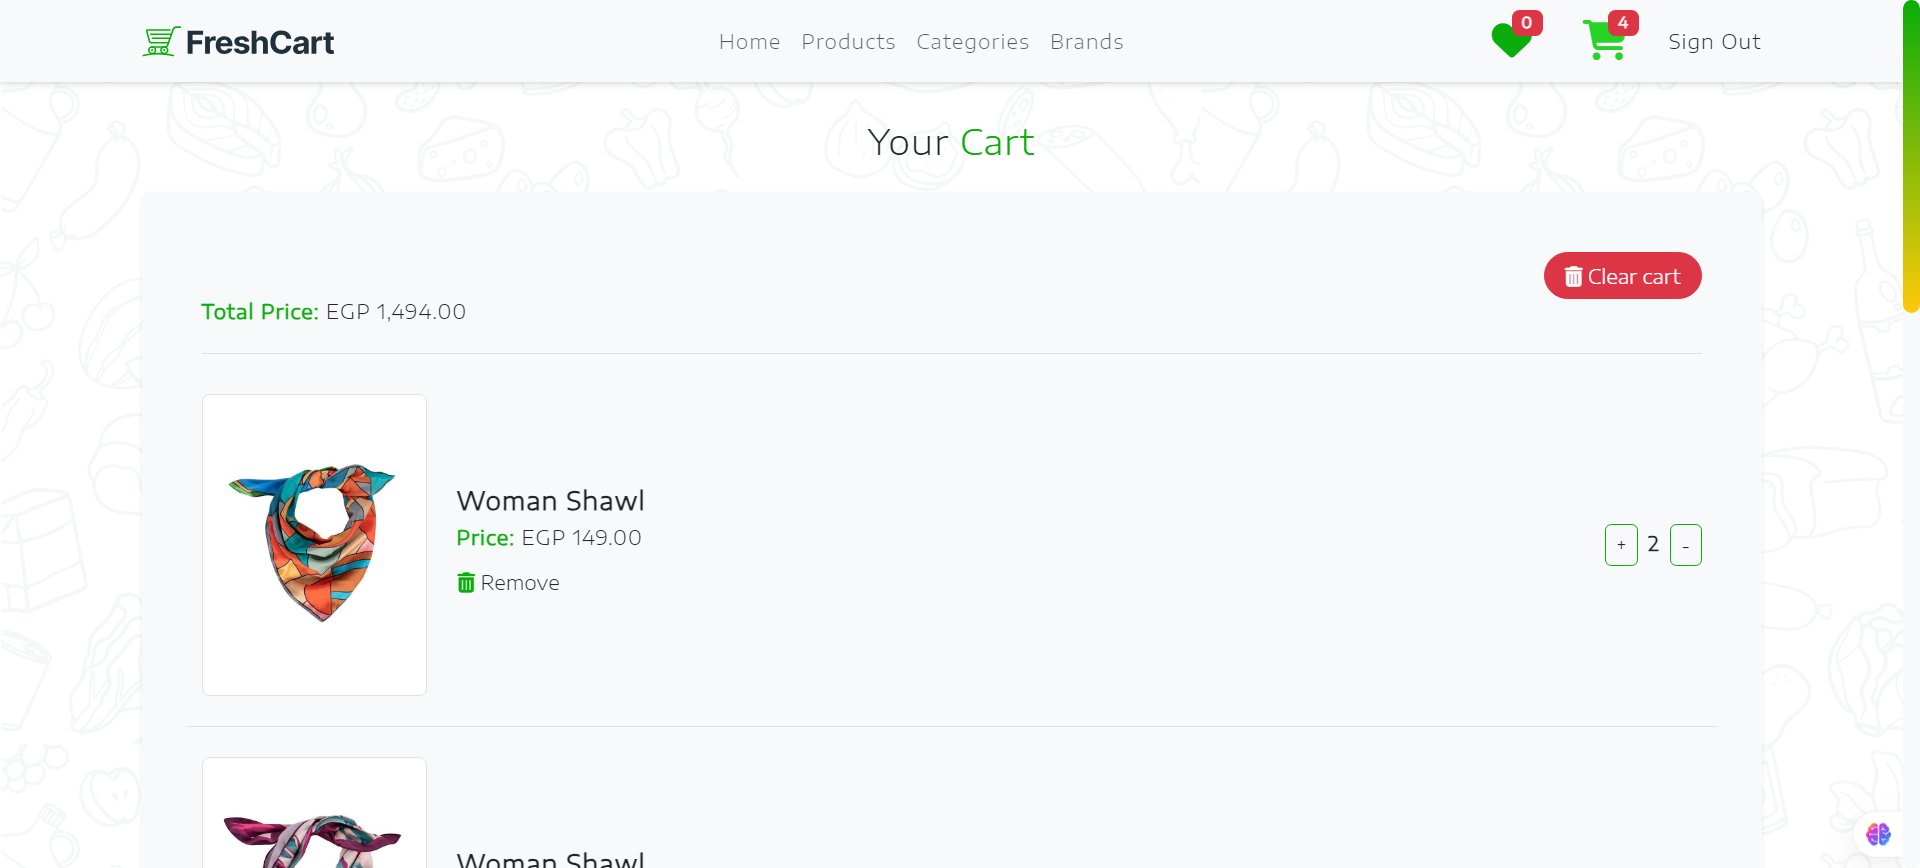 FreshCart
Home Products Categories Brands
0
4
Sign Out
Your Cart
Clear cart
Total Price: EGP 1,494.00
Woman Shawl
Price: EGP 149.00
Remove
+ 2 -
Woman Shawl